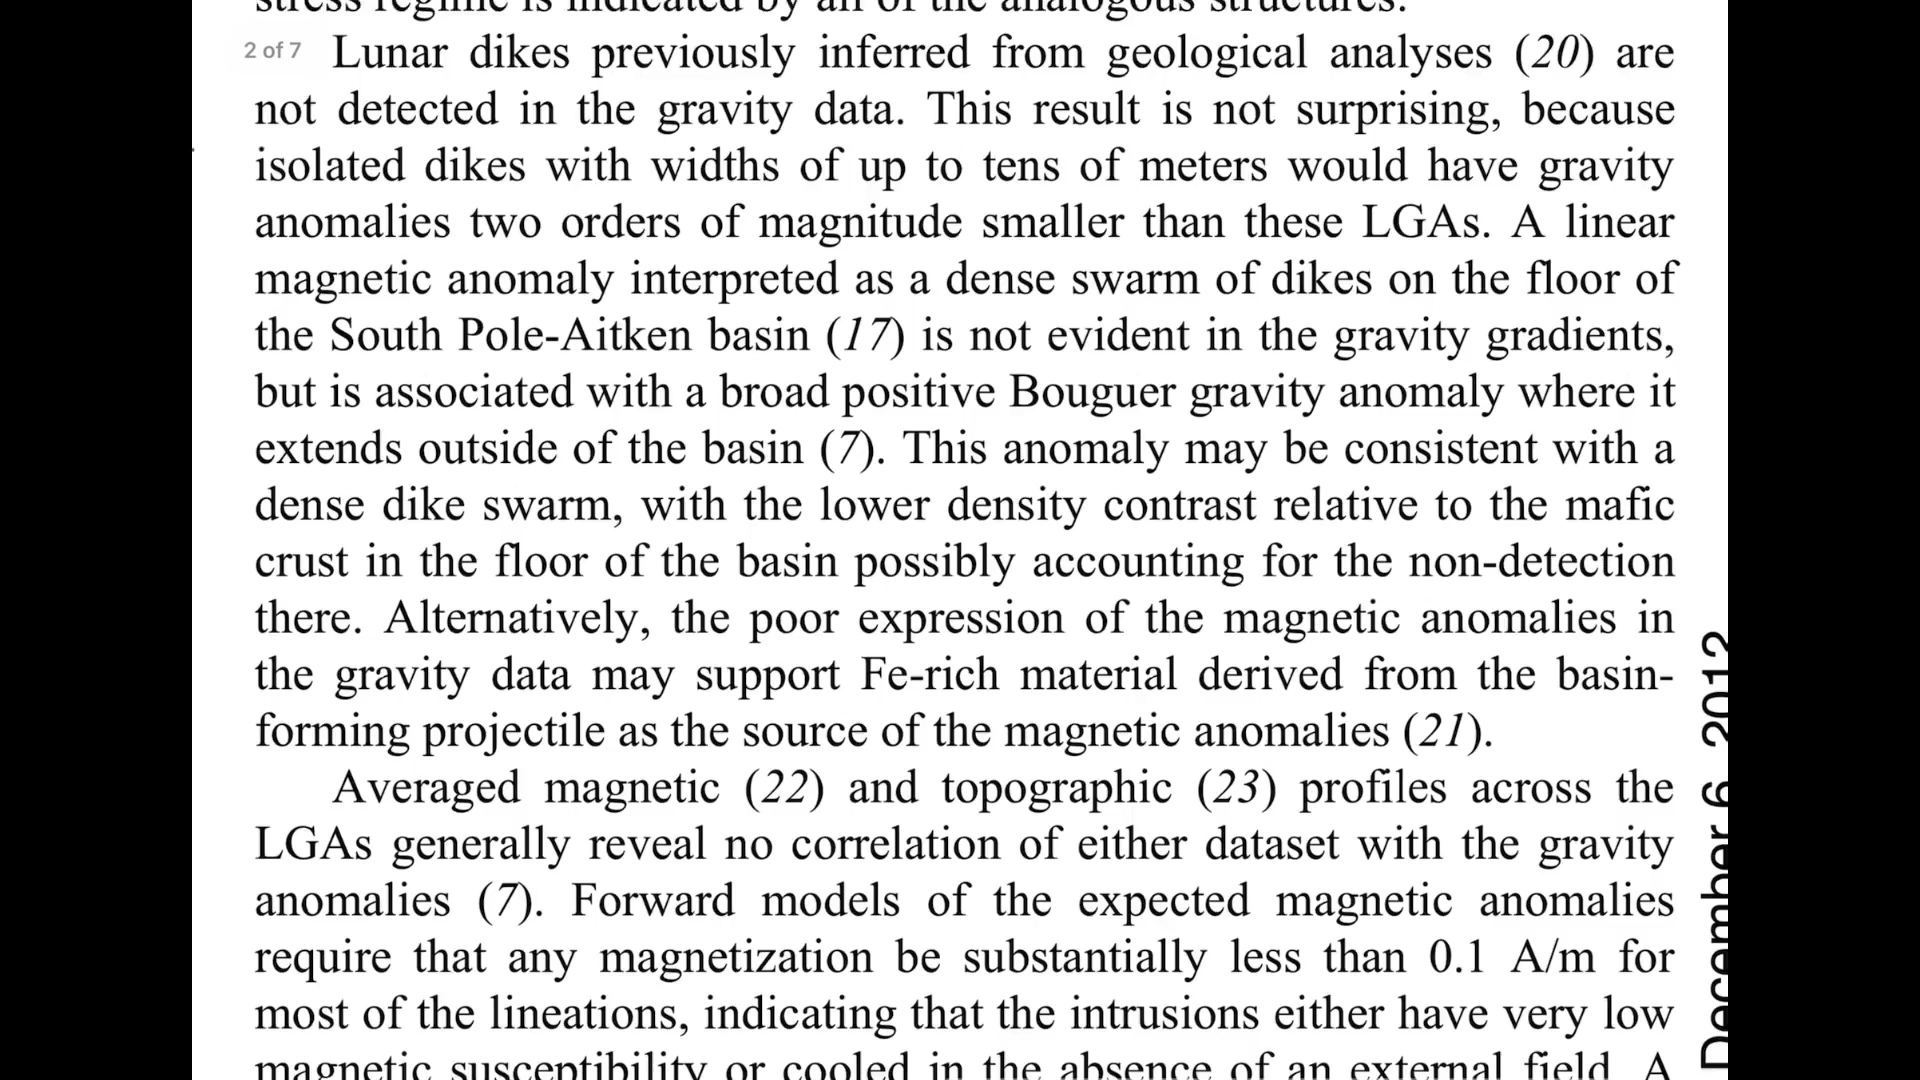 stress regime is indicated by all of the analogous structures.
2 of 7
Lunar dikes previously inferred from geological analyses (20) are
not detected in the gravity data. This result is not surprising, because
isolated dikes with widths of up to tens of meters would have gravity
anomalies two orders of magnitude smaller than these LGAs. A linear
magnetic anomaly interpreted as a dense swarm of dikes on the floor of
the South Pole-Aitken basin (17) is not evident in the gravity gradients,
but is associated with a broad positive Bouguer gravity anomaly where it
extends outside of the basin (7). This anomaly may be consistent with a
dense dike swarm, with the lower density contrast relative to the mafic
crust in the floor of the basin possibly accounting for the non-detection
there. Alternatively, the poor expression of the magnetic anomalies in
the gravity data may support Fe-rich material derived from the basin-
forming projectile as the source of the magnetic anomalies (21).
Averaged magnetic (22) and topographic (23) profiles across the
LGAs generally reveal no correlation of either dataset with the gravity
anomalies (7). Forward models of the expected magnetic anomalies
require that any magnetization be substantially less than 0.1 A/m for
most of the lineations, indicating that the intrusions either have very low
magnetic susceptibility or cooled in the absence of an external field. A
December 6, 2012